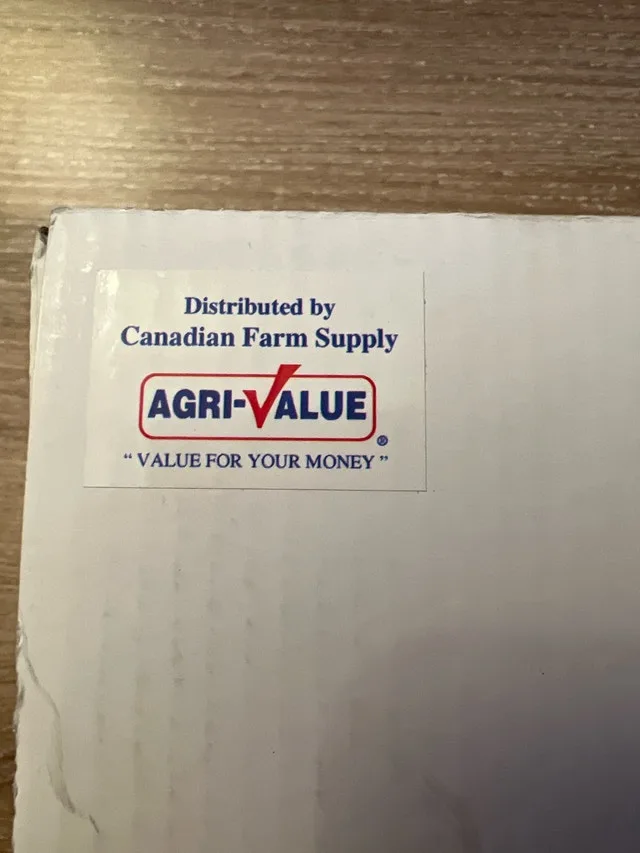 Distributed by
Canadian Farm Supply
AGRI-VALUE®
“ VALUE FOR YOUR MONEY ”